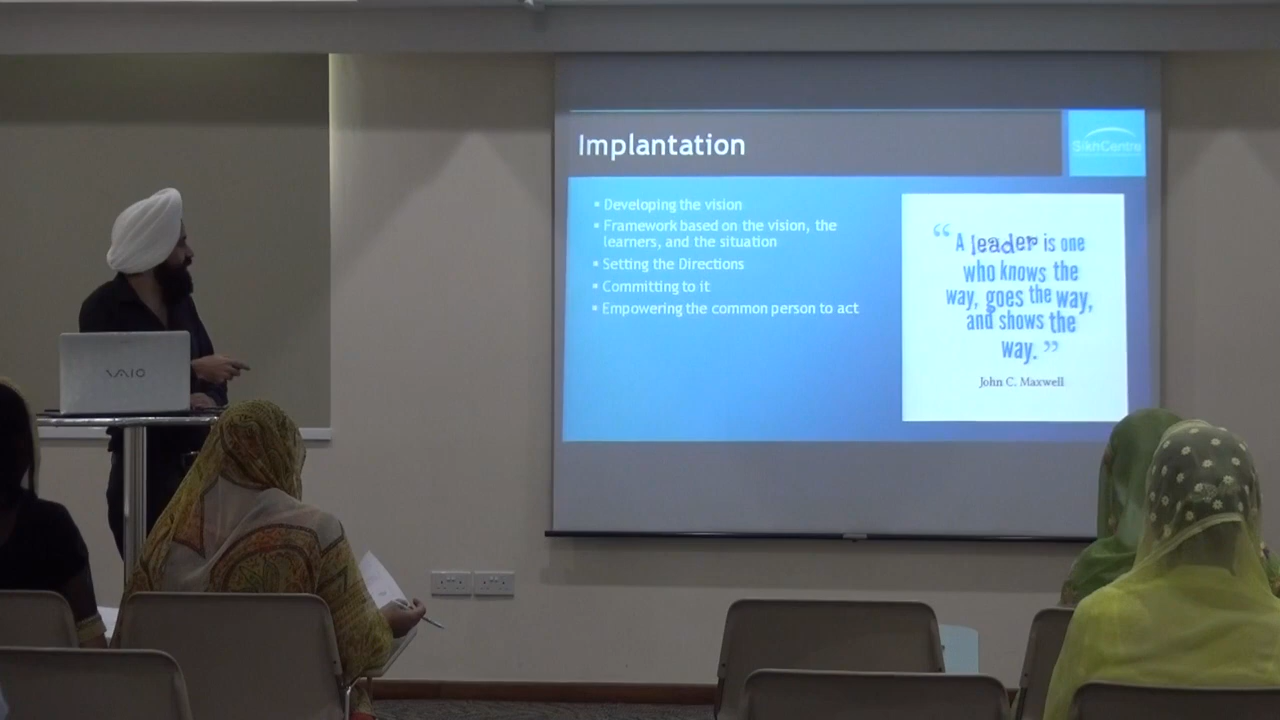 Implantation
SikhCentre
▪ Developing the vision
▪ Framework based on the vision, the
learners, and the situation
▪ Setting the Directions
▪ Committing to it
▪ Empowering the common person to act
“A leader is one
who knows the
way, goes the way,
and shows the
way.”
John C. Maxwell
VAIO